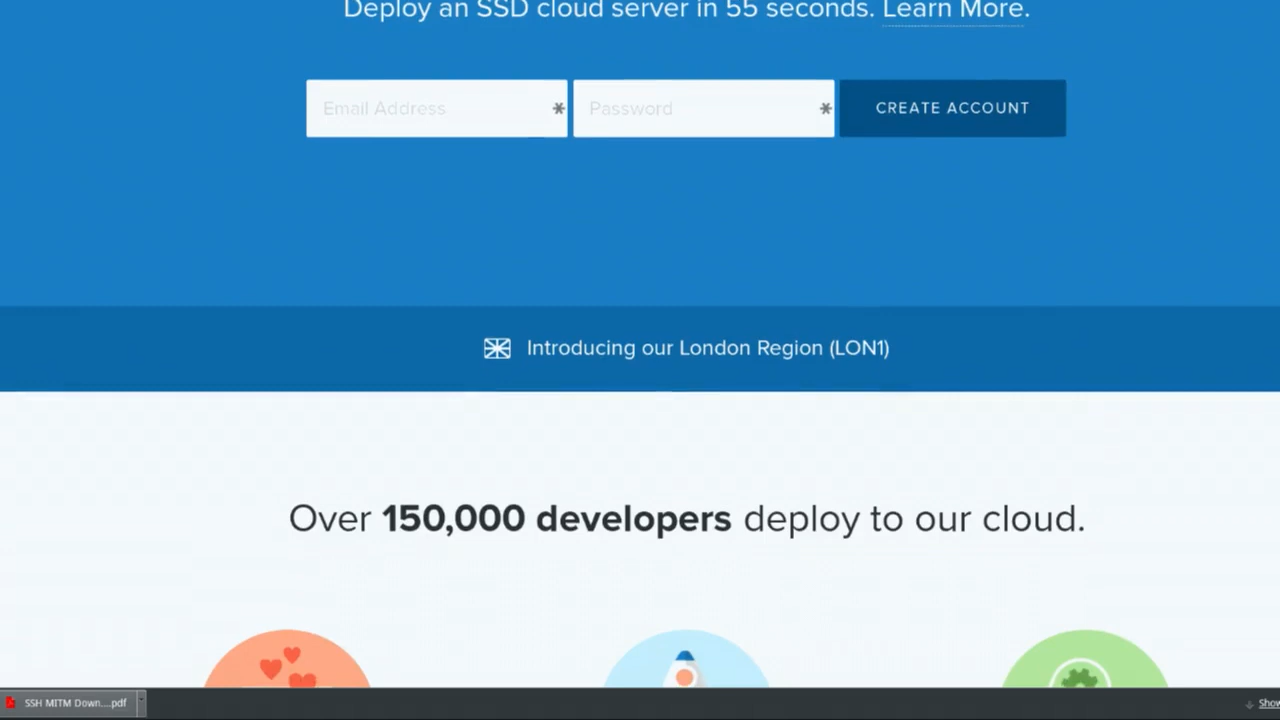 Deploy an SSD cloud server in 55 seconds. Learn More.
Email Address * Password * CREATE ACCOUNT
Introducing our London Region (LON1)
Over 150,000 developers deploy to our cloud.
SSH MITM Down....pdf
Show